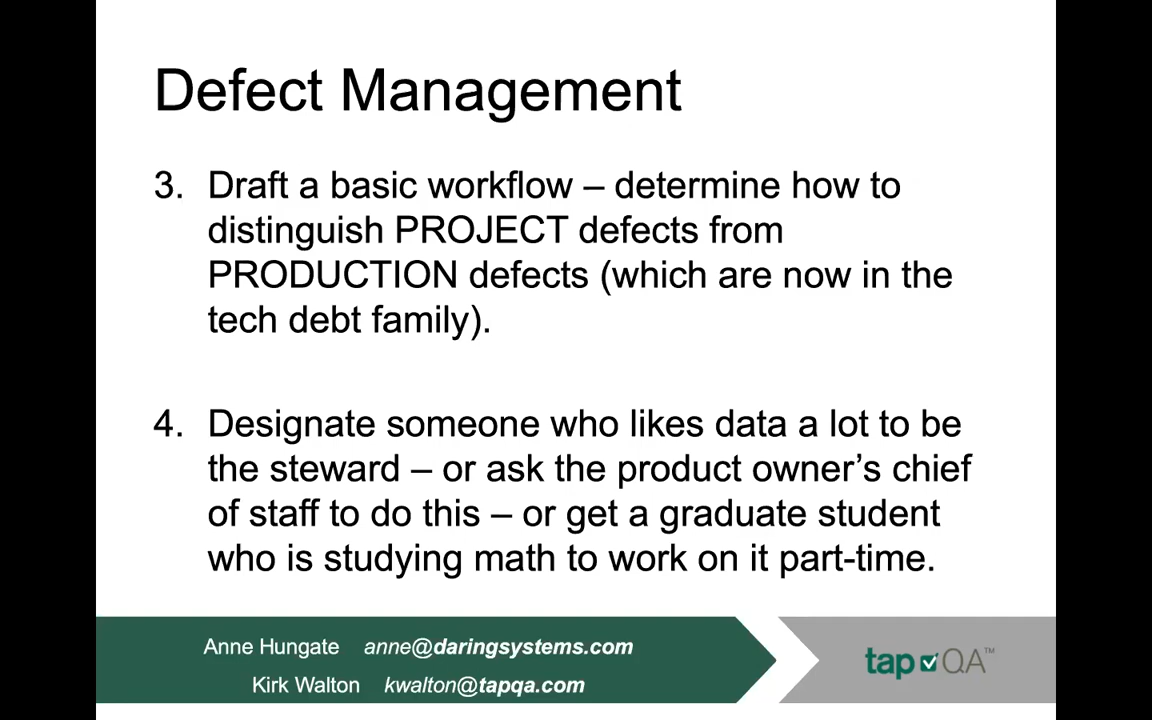 Defect Management
3. Draft a basic workflow – determine how to
distinguish PROJECT defects from
PRODUCTION defects (which are now in the
tech debt family).
4. Designate someone who likes data a lot to be
the steward – or ask the product owner’s chief
of staff to do this – or get a graduate student
who is studying math to work on it part-time.
Anne Hungate anne@daringsystems.com
Kirk Walton kwalton@tapqa.com
tap QA™